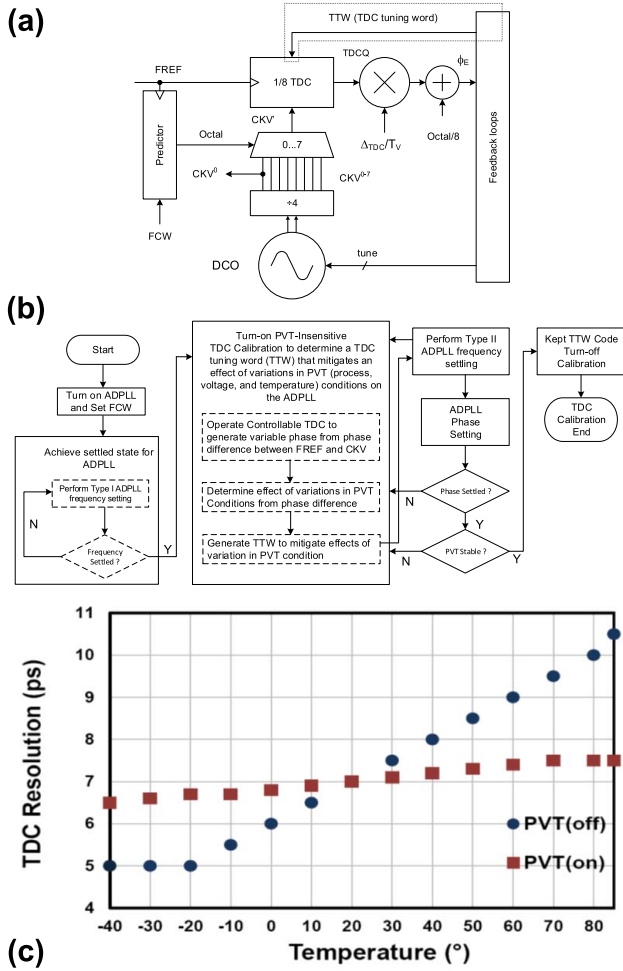 (a)
TTW (TDC tuning word)
FREF
1/8 TDC
TDCQ
ϕE
CKV'
Octal
0...7
ΔTDC/TV
Octal/8
Predictor
CKV0
CKV0-7
÷4
Feedback loops
FCW
DCO
tune
(b)
Start
Turn on ADPLL
and Set FCW
Achieve settled state for
ADPLL
Perform Type I ADPLL
frequency setting
N
Frequency
Settled ?
Y
Turn-on PVT-Insensitive
TDC Calibration to determine a TDC
tuning word (TTW) that mitigates an
effect of variations in PVT (process,
voltage, and temperature) conditions on
the ADPLL
Operate Controllable TDC to
generate variable phase from phase
difference between FREF and CKV
Determine effect of variations in PVT
Conditions from phase difference
Generate TTW to mitigate effects of
variation in PVT condition
Perform Type II
ADPLL frequency
settling
ADPLL
Phase
Setting
Phase Settled ?
N
Y
PVT Stable ?
N
Y
Kept TTW Code
Turn-off
Calibration
TDC
Calibration
End
TDC Resolution (ps)
11
10
9
8
7
6
5
4
PVT(off)
PVT(on)
-40 -30 -20 -10 0 10 20 30 40 50 60 70 80
Temperature (°)
(c)